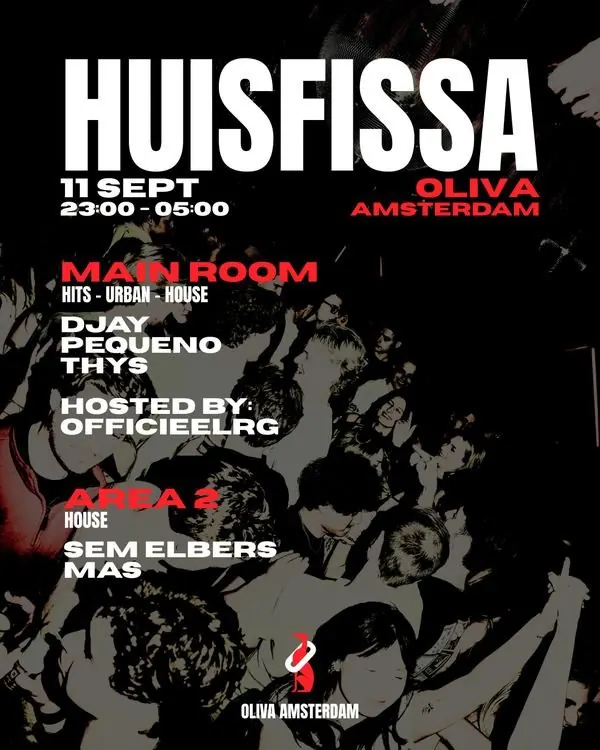 HUISFISSA
11 SEPT
23:00 - 05:00
OLIVA
AMSTERDAM
MAIN ROOM
HITS - URBAN - HOUSE
DJAY
PEQUENO
THYS
HOSTED BY:
OFFICIEELRG
AREA 2
HOUSE
SEM ELBERS
MAS
OLIVA AMSTERDAM